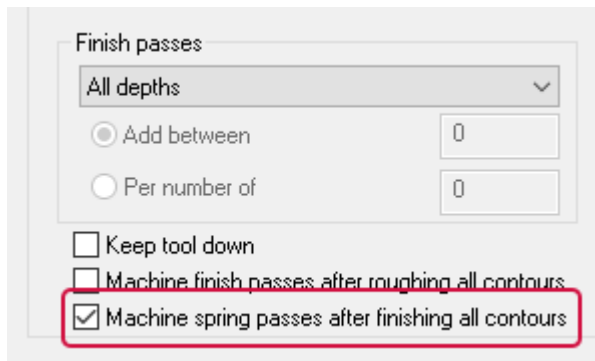 Finish passes
All depths
Add between 0
Per number of 0
Keep tool down
Machine finish passes after roughing all contours
Machine spring passes after finishing all contours